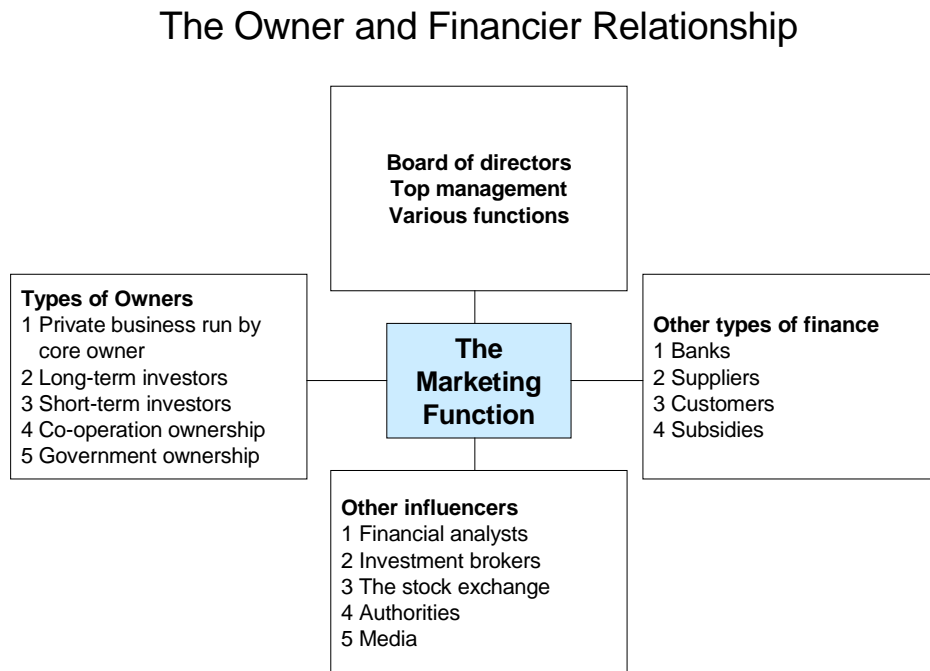 The Owner and Financier Relationship
Board of directors
Top management
Various functions
Types of Owners
1 Private business run by
core owner
2 Long-term investors
3 Short-term investors
4 Co-operation ownership
5 Government ownership
The
Marketing
Function
Other types of finance
1 Banks
2 Suppliers
3 Customers
4 Subsidies
Other influencers
1 Financial analysts
2 Investment brokers
3 The stock exchange
4 Authorities
5 Media